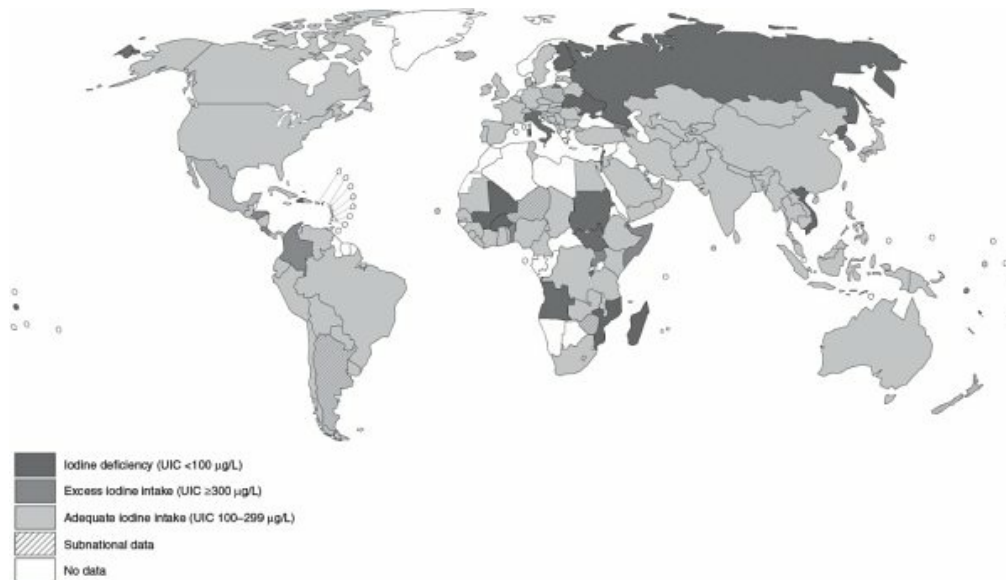 Iodine deficiency (UIC <100 µg/L)
Excess iodine intake (UIC ≥300 µg/L)
Adequate iodine intake (UIC 100–299 µg/L)
Subnational data
No data